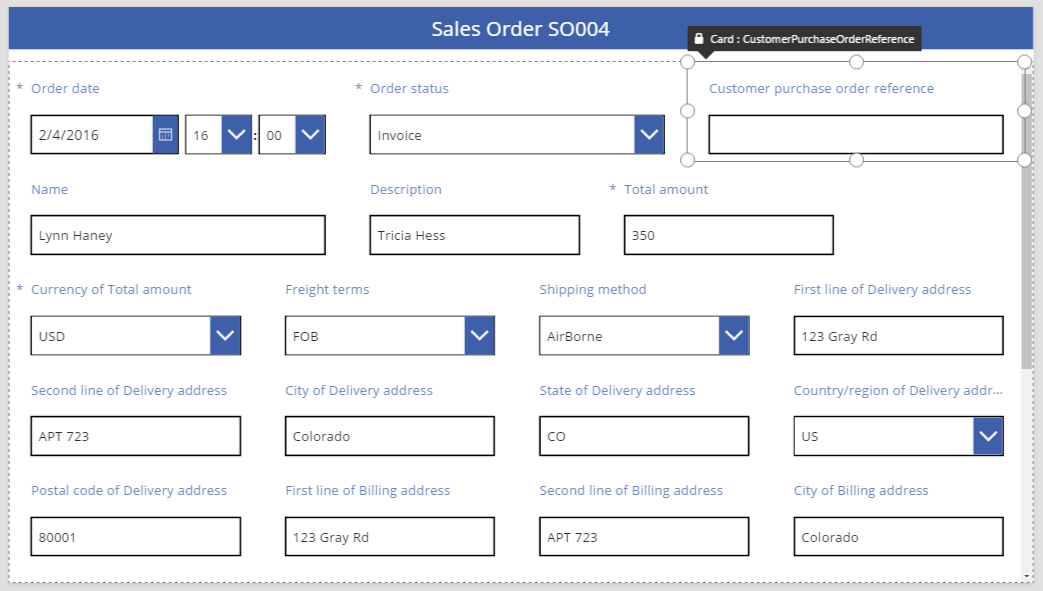 Sales Order SO004
Card : CustomerPurchaseOrderReference
* Order date * Order status Customer purchase order reference
2/4/2016 16 : 00 Invoice
Name Description * Total amount
Lynn Haney Tricia Hess 350
* Currency of Total amount Freight terms Shipping method First line of Delivery address
USD FOB AirBorne 123 Gray Rd
Second line of Delivery address City of Delivery address State of Delivery address Country/region of Delivery addr...
APT 723 Colorado CO US
Postal code of Delivery address First line of Billing address Second line of Billing address City of Billing address
80001 123 Gray Rd APT 723 Colorado